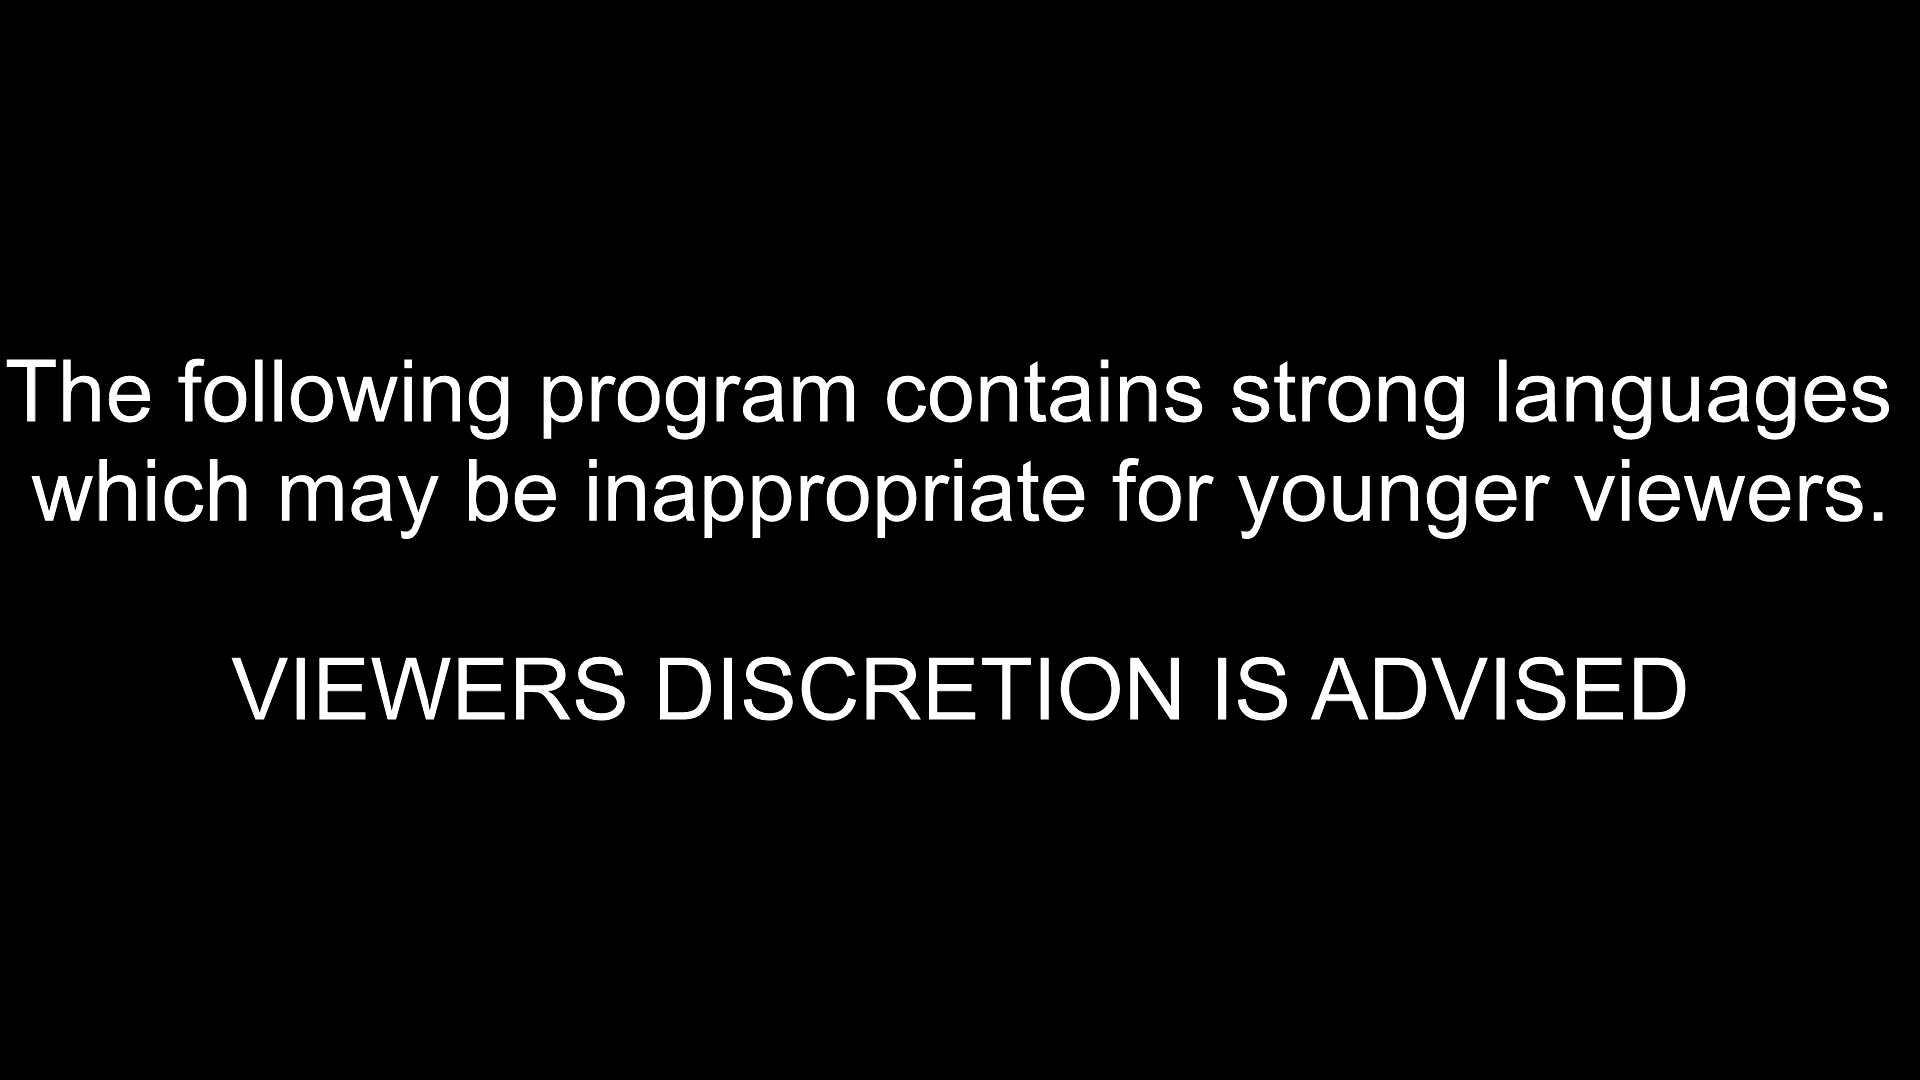 The following program contains strong languages
which may be inappropriate for younger viewers.
VIEWERS DISCRETION IS ADVISED